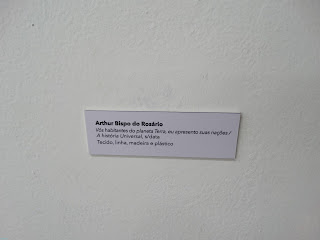 Arthur Bispo do Rosário
Vós habitantes do planeta Terra, eu apresento suas nações /
A história Universal, s/data
Tecido, linha, madeira e plástico